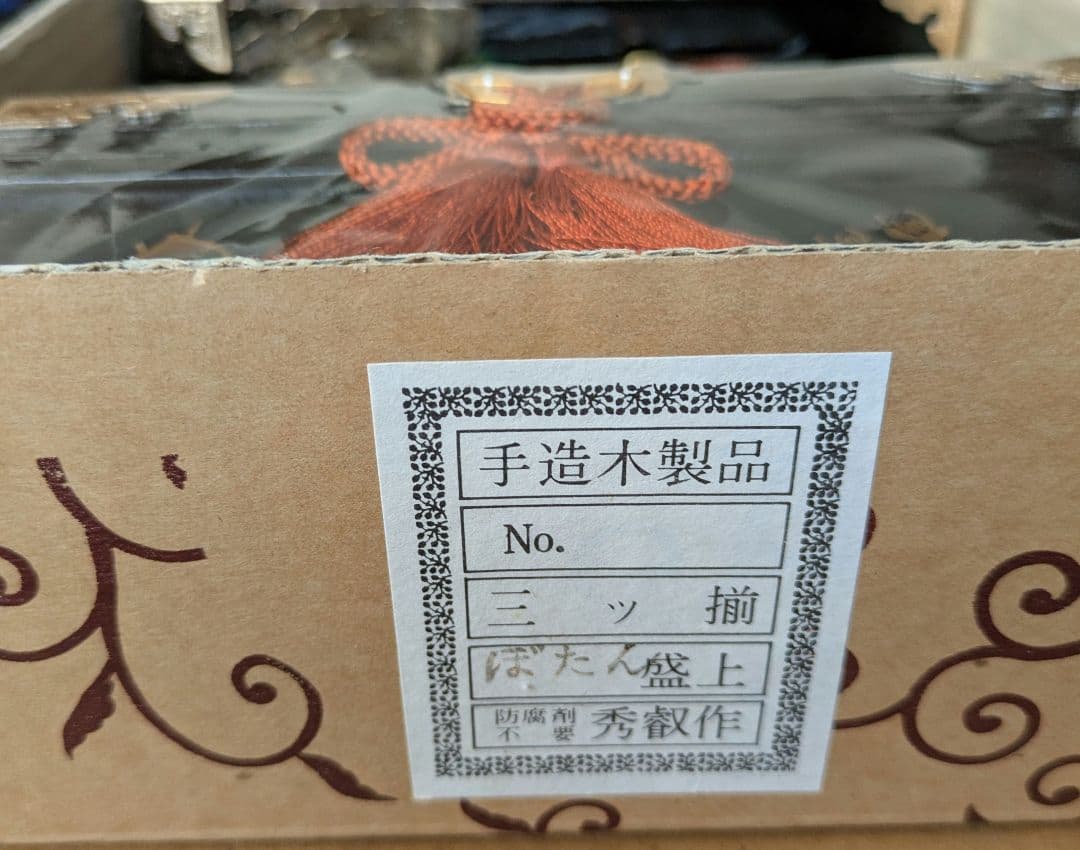 手造木製品
No.
三ッ揃
ぼたん盛上
防腐剤
不要
秀叡作